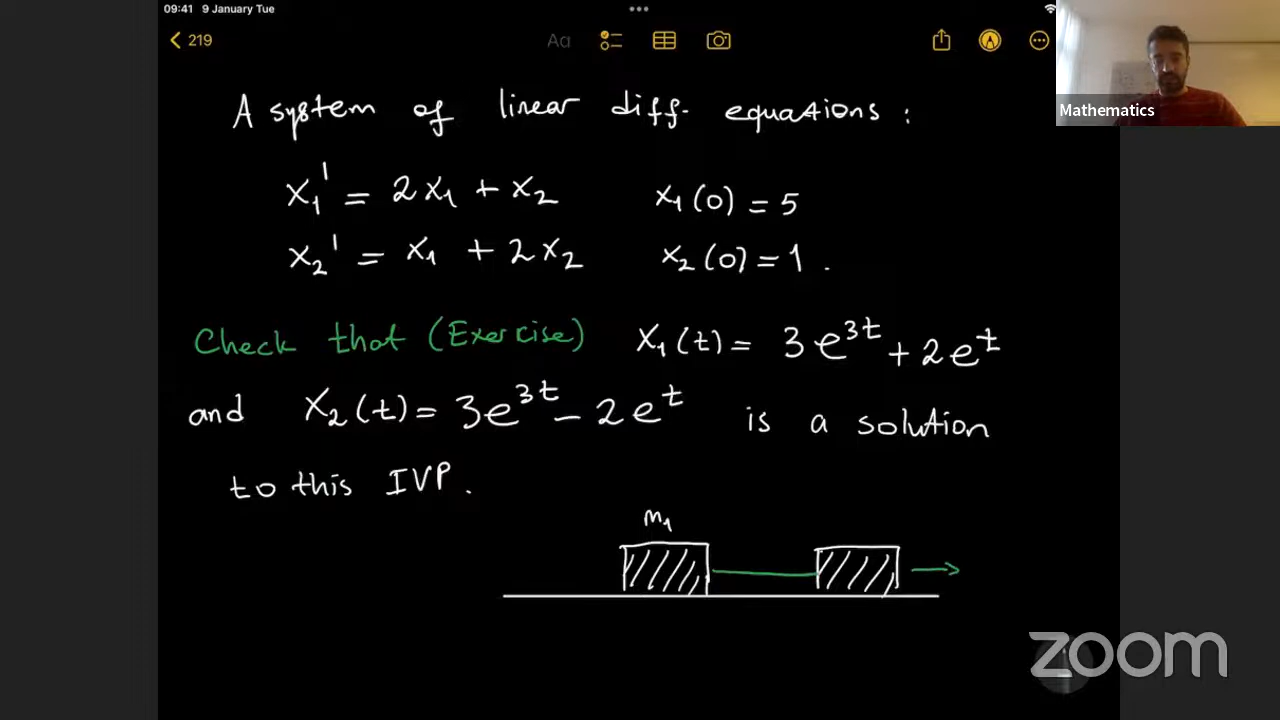 09:41 9 January Tue
219
Aa
Mathematics
A system of linear diff. equations :
x₁' = 2x₁ + x₂ x₁(0) = 5
x₂' = x₁ + 2x₂ x₂(0) = 1 .
Check that (Exercise) x₁(t) = 3e^{3t} + 2e^t
and x₂(t) = 3e^{3t} - 2e^t is a solution
to this IVP.
m₁
zoom